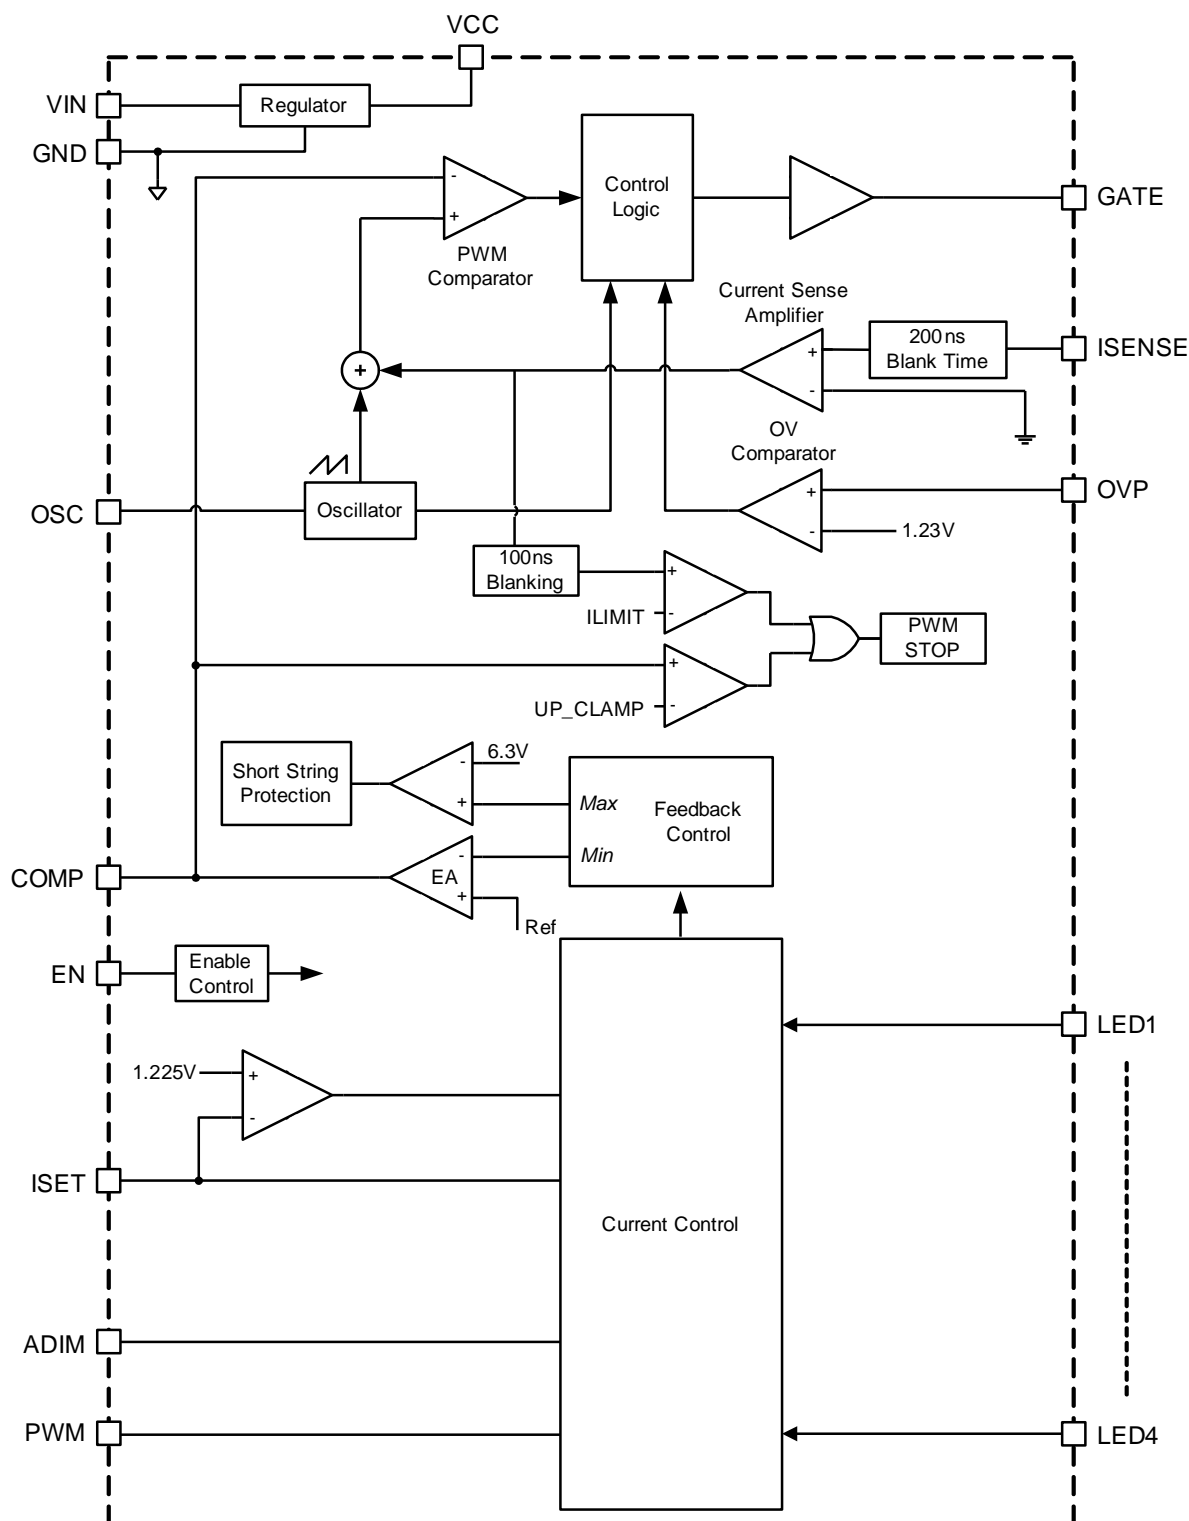 VCC
VIN
Regulator
GND
-
+
PWM
Comparator
Control
Logic
GATE
Current Sense
Amplifier
+
-
200ns
Blank Time
ISENSE
+
OV
Comparator
+
-
1.23V
OVP
OSC
Oscillator
100ns
Blanking
+
-
ILIMIT
+
-
UP_CLAMP
PWM
STOP
Short String
Protection
-
+
6.3V
Max
Min
Feedback
Control
COMP
EA
-
+
Ref
EN
Enable
Control
LED1
1.225V
+
-
ISET
Current Control
ADIM
PWM
LED4